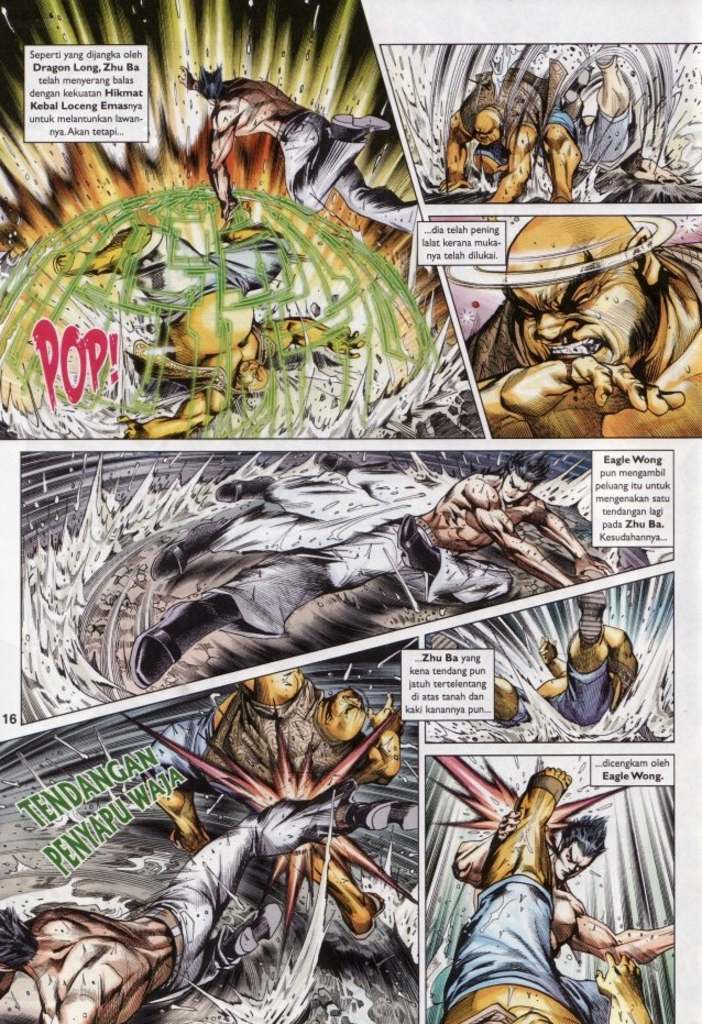 Seperti yang dijangka oleh
Dragon Long, Zhu Ba
telah menyerang balas
dengan kekuatan Hikmat
Kebal Loceng Emasnya
untuk menumpaskan lawan-
nya. Akan tetapi...
...dia telah pening
lalat kerana muka-
nya telah dilukai.
POP!
Eagle Wong
pun mengambil
peluang itu untuk
mengenakan satu
tendangan lagi
pada Zhu Ba.
Kesudahannya...
...Zhu Ba yang
kena tendang pun
jatuh tertelentang
di atas tanah dan
kaki kanannya pun...
16
TENDANGAN
PENYAPU WAJA
...dicengkam oleh
Eagle Wong.